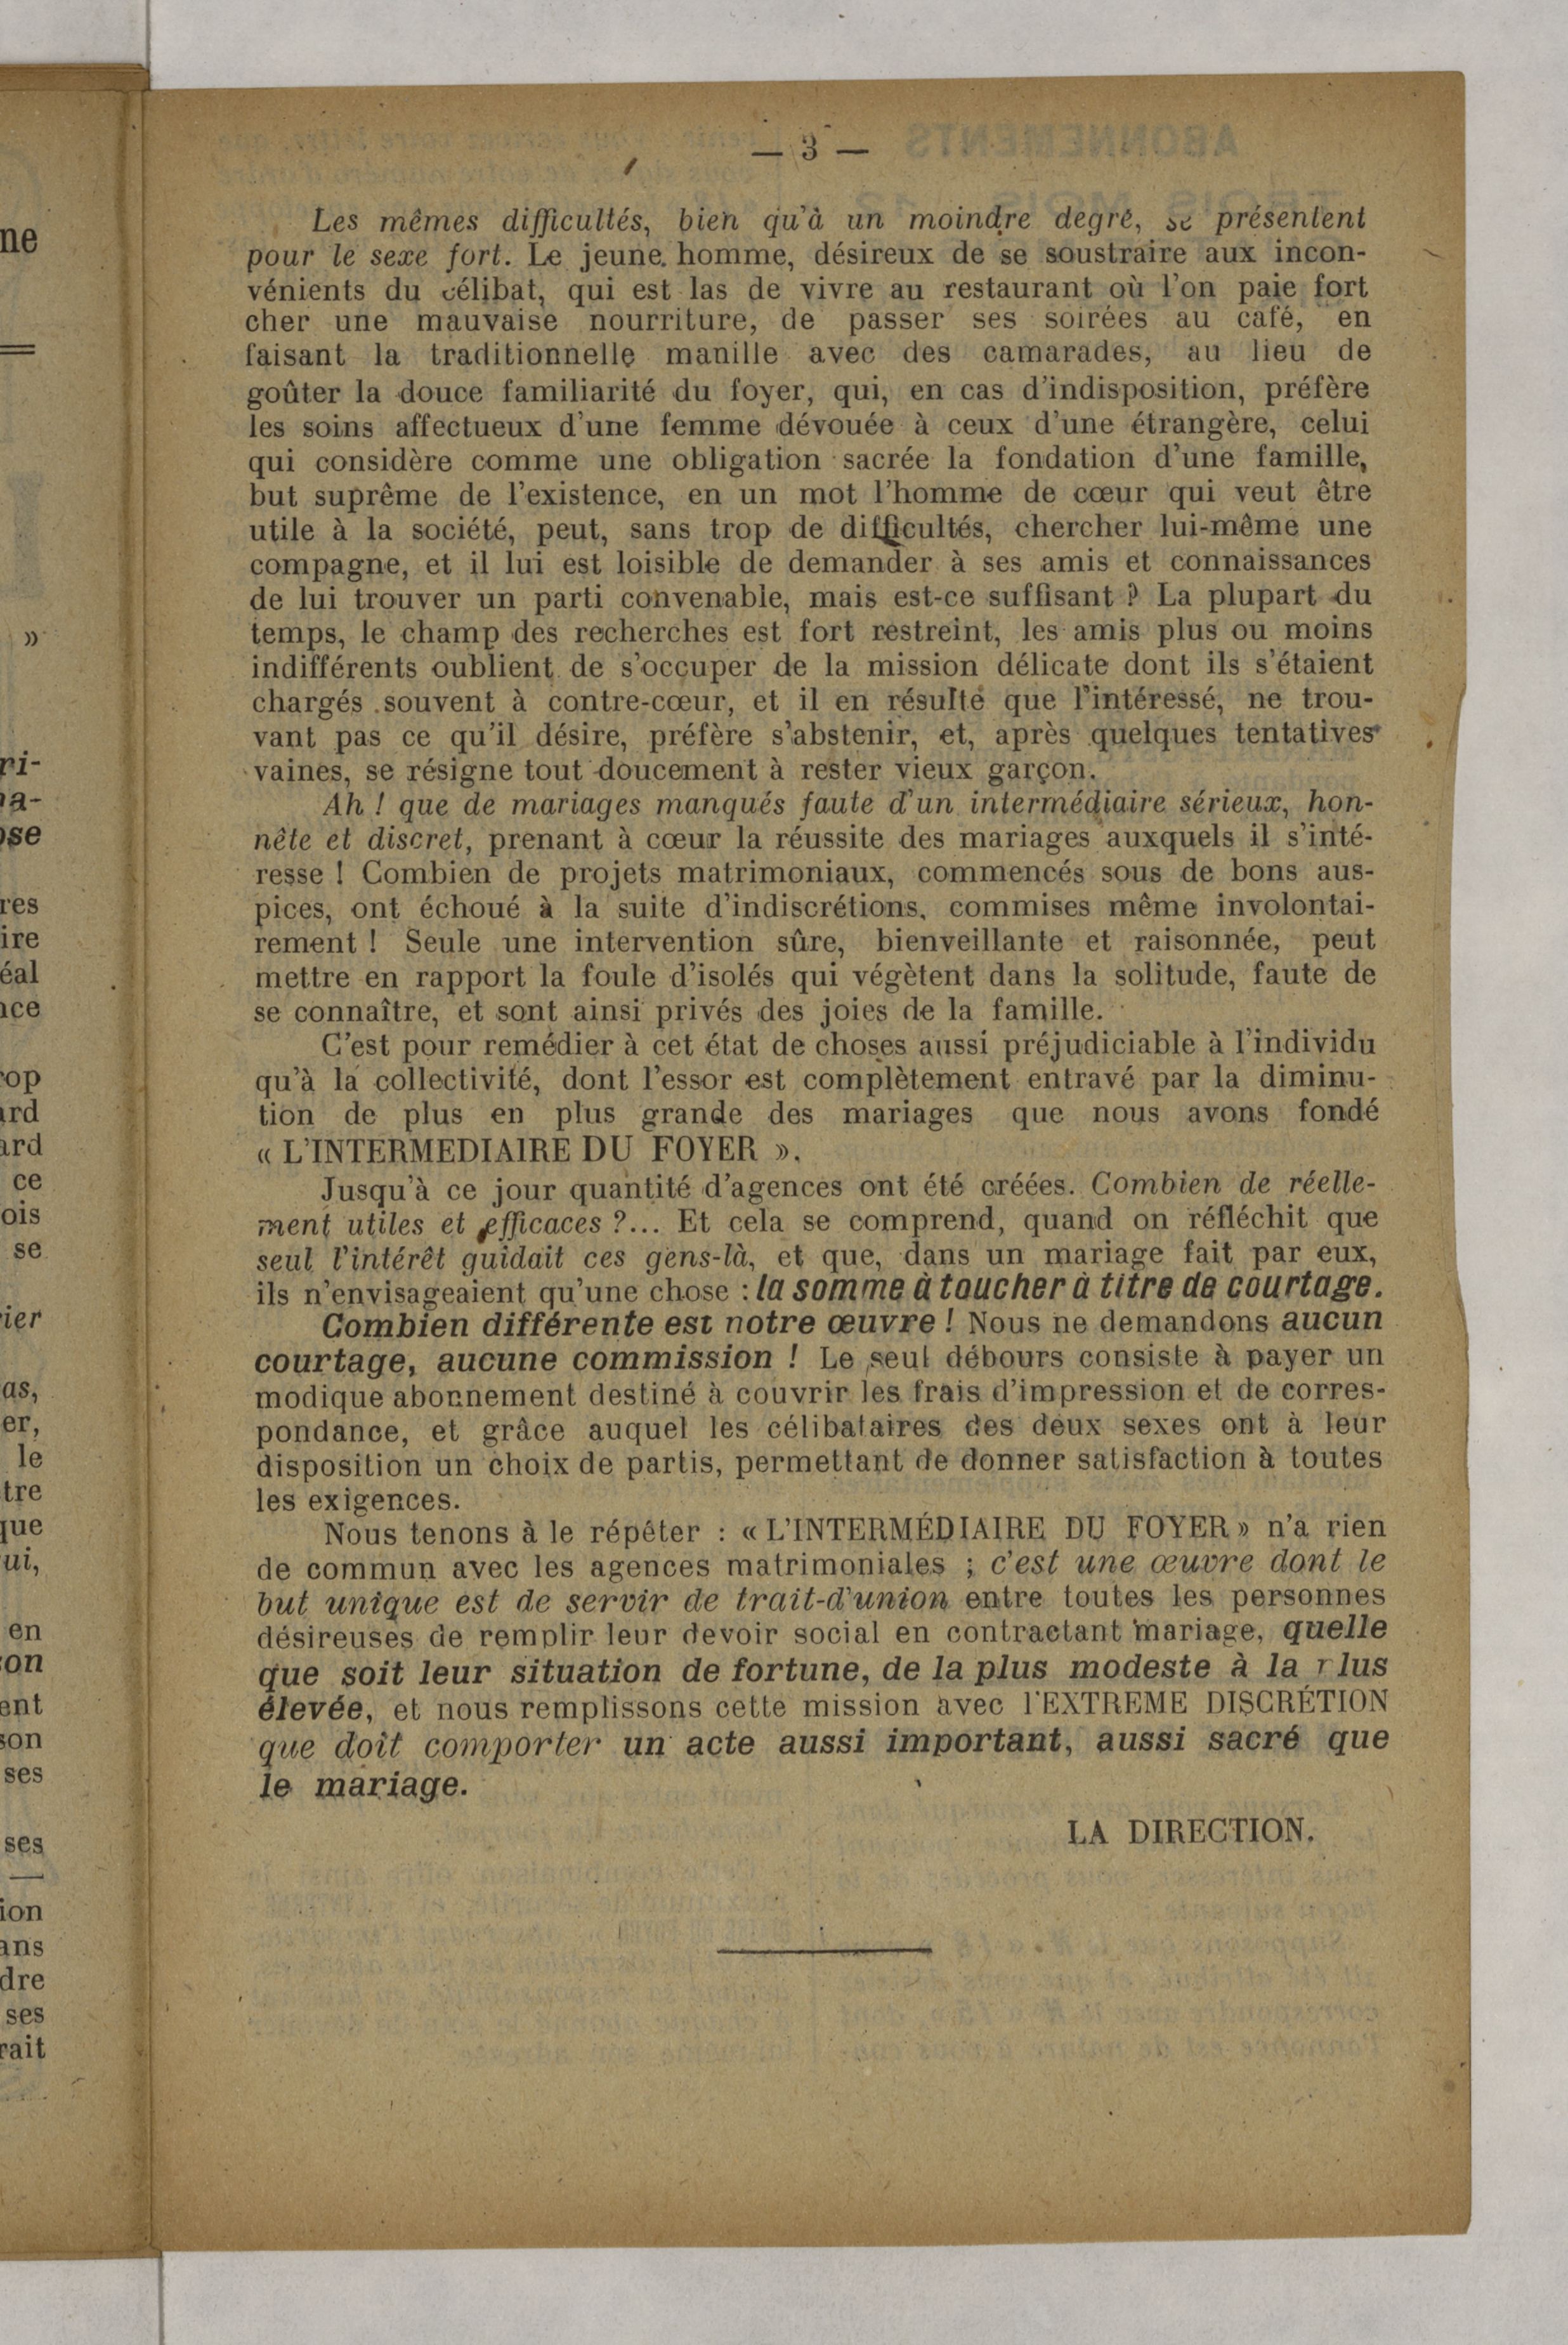 — 3 —
Les mêmes difficultés, bien qu'à un moindre degré, se présentent
pour le sexe fort. Le jeune homme, désireux de se soustraire aux incon-
vénients du célibat, qui est las de vivre au restaurant où l'on paie fort
cher une mauvaise nourriture, de passer ses soirées au café, en
faisant la traditionnelle manille avec des camarades, au lieu de
goûter la douce familiarité du foyer, qui, en cas d'indisposition, préfère
les soins affectueux d'une femme dévouée à ceux d'une étrangère, celui
qui considère comme une obligation sacrée la fondation d'une famille,
but suprême de l'existence, en un mot l'homme de cœur qui veut être
utile à la société, peut, sans trop de difficultés, chercher lui-même une
compagne, et il lui est loisible de demander à ses amis et connaissances
de lui trouver un parti convenable, mais est-ce suffisant ? La plupart du
temps, le champ des recherches est fort restreint, les amis plus ou moins
indifférents oublient de s'occuper de la mission délicate dont ils s'étaient
chargés souvent à contre-cœur, et il en résulte que l'intéressé, ne trou-
vant pas ce qu'il désire, préfère s'abstenir, et, après quelques tentatives
vaines, se résigne tout doucement à rester vieux garçon.
Ah ! que de mariages manqués faute d'un intermédiaire sérieux, hon-
nête et discret, prenant à cœur la réussite des mariages auxquels il s'inté-
resse ! Combien de projets matrimoniaux, commencés sous de bons aus-
pices, ont échoué à la suite d'indiscrétions, commises même involontai-
rement ! Seule une intervention sûre, bienveillante et raisonnée, peut
mettre en rapport la foule d'isolés qui végètent dans la solitude, faute de
se connaître, et sont ainsi privés des joies de la famille.
C'est pour remédier à cet état de choses aussi préjudiciable à l'individu
qu'à la collectivité, dont l'essor est complètement entravé par la diminu-
tion de plus en plus grande des mariages que nous avons fondé
« L'INTERMEDIAIRE DU FOYER ».
Jusqu'à ce jour quantité d'agences ont été créées. Combien de réelle-
ment utiles et efficaces ?... Et cela se comprend, quand on réfléchit que
seul l'intérêt guidait ces gens-là, et que, dans un mariage fait par eux,
ils n'envisageaient qu'une chose : la somme à toucher à titre de courtage.
Combien différente est notre œuvre ! Nous ne demandons aucun
courtage, aucune commission ! Le seul débours consiste à payer un
modique abonnement destiné à couvrir les frais d'impression et de corres-
pondance, et grâce auquel les célibataires des deux sexes ont à leur
disposition un choix de partis, permettant de donner satisfaction à toutes
les exigences.
Nous tenons à le répéter : « L'INTERMÉDIAIRE DU FOYER » n'a rien
de commun avec les agences matrimoniales ; c'est une œuvre dont le
but unique est de servir de trait-d'union entre toutes les personnes
désireuses de remplir leur devoir social en contractant mariage, quelle
que soit leur situation de fortune, de la plus modeste à la plus
élevée, et nous remplissons cette mission avec l'EXTREME DISCRÉTION
que doit comporter un acte aussi important, aussi sacré que
le mariage.
LA DIRECTION.